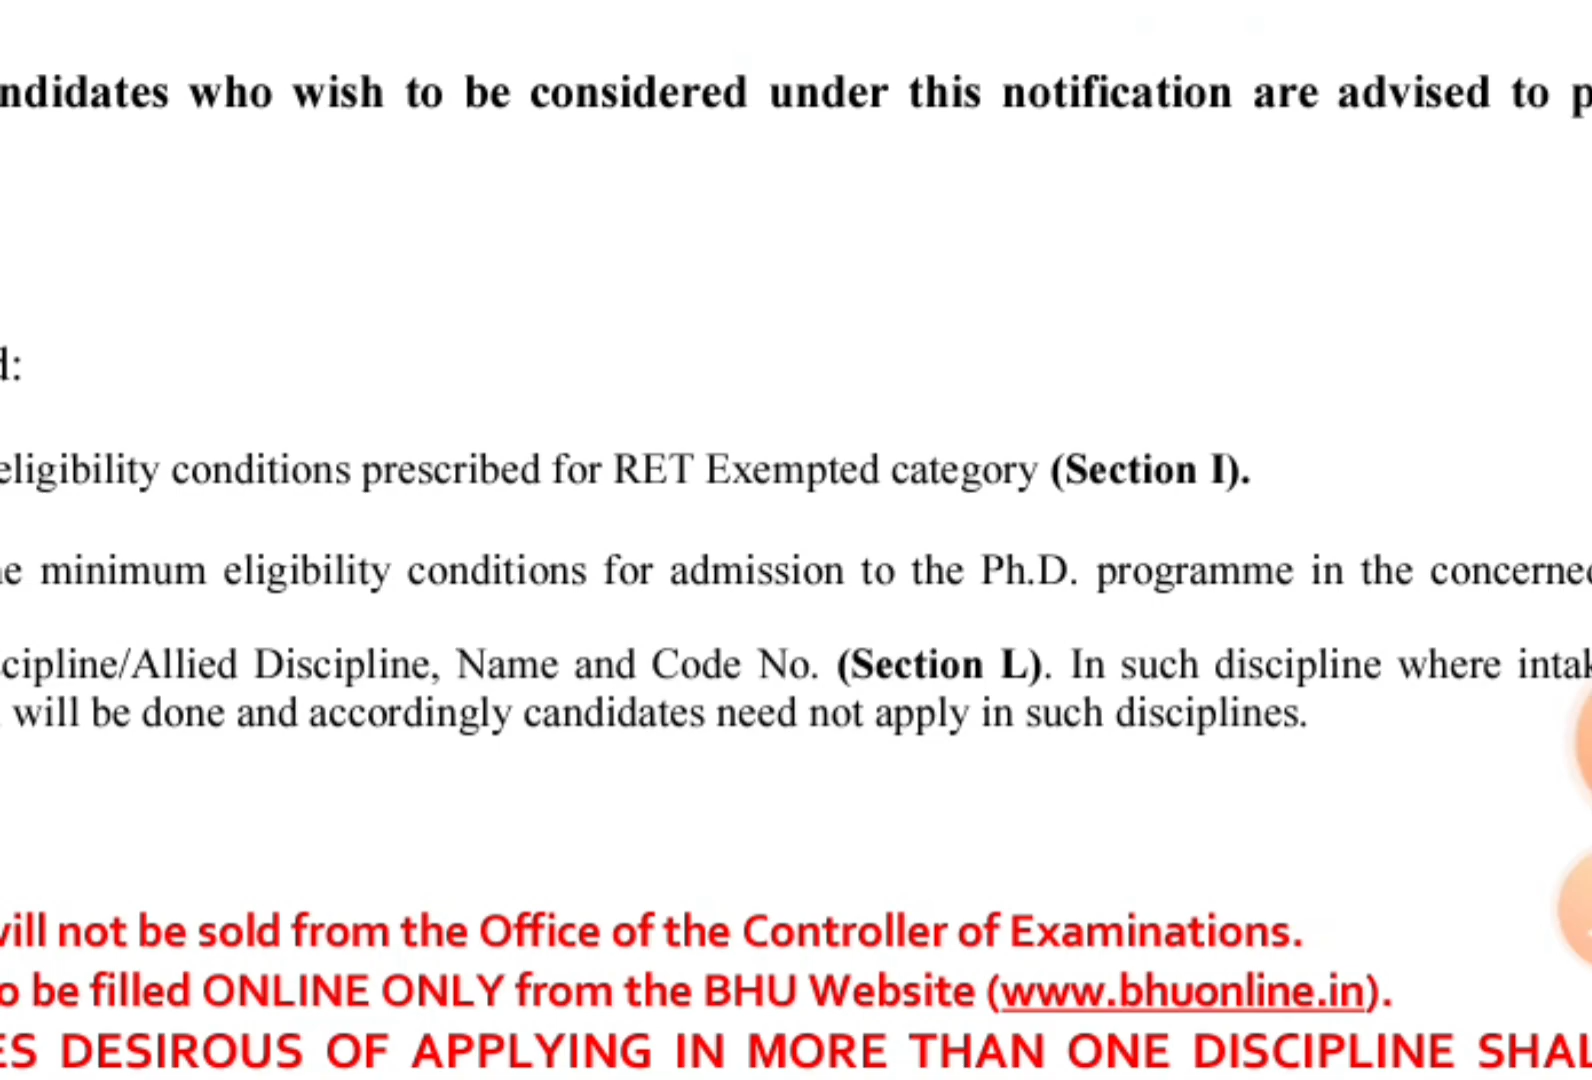 ndidates who wish to be considered under this notification are advised to p
d:
eligibility conditions prescribed for RET Exempted category (Section I).
e minimum eligibility conditions for admission to the Ph.D. programme in the concerned
cipline/Allied Discipline, Name and Code No. (Section L). In such discipline where intak
will be done and accordingly candidates need not apply in such disciplines.
will not be sold from the Office of the Controller of Examinations.
o be filled ONLINE ONLY from the BHU Website (www.bhuonline.in).
ES DESIROUS OF APPLYING IN MORE THAN ONE DISCIPLINE SHAL